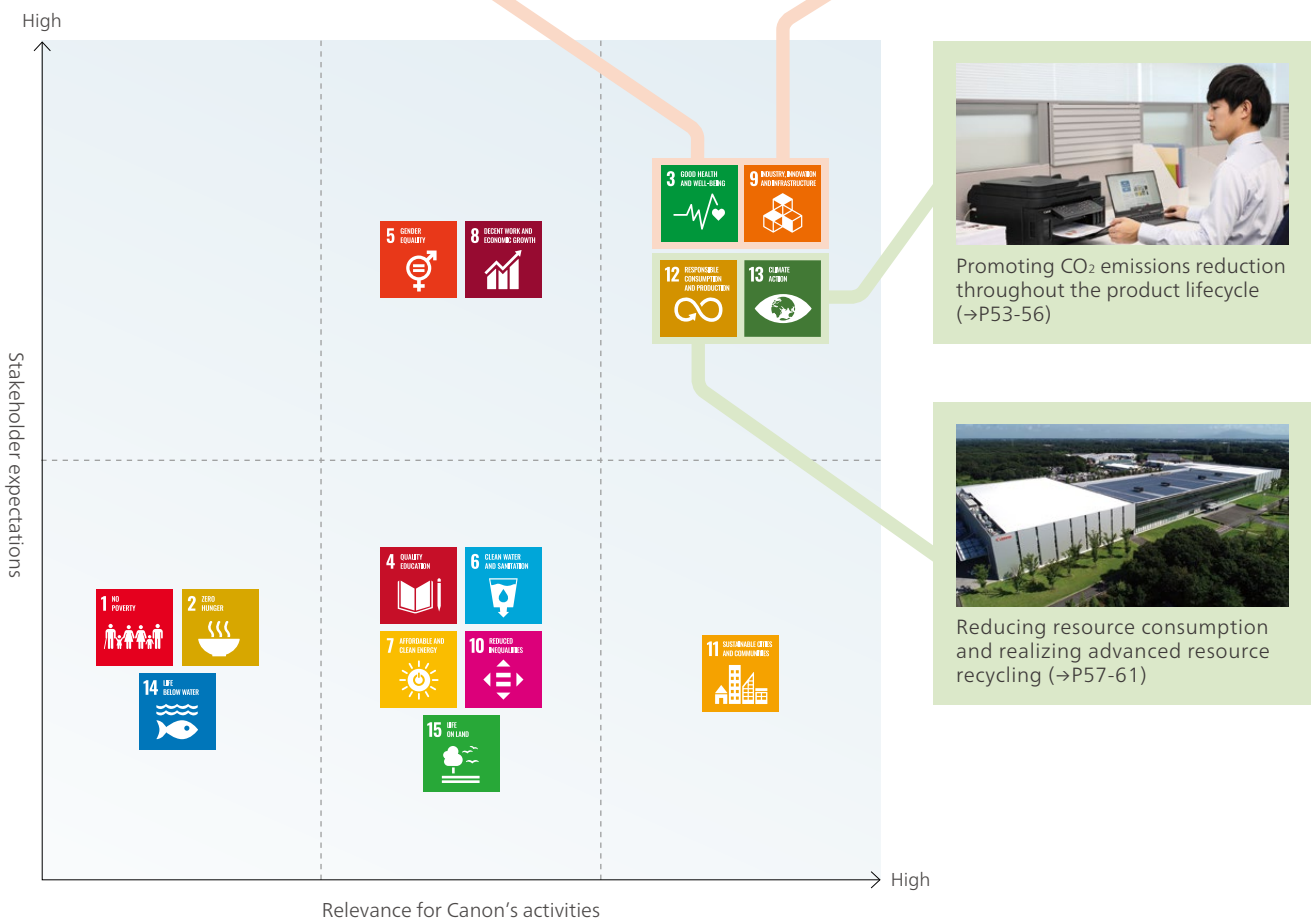 High
3 GOOD HEALTH
AND WELL-BEING
9 INDUSTRY, INNOVATION
AND INFRASTRUCTURE
5 GENDER
EQUALITY
8 DECENT WORK AND
ECONOMIC GROWTH
12 RESPONSIBLE
CONSUMPTION
AND PRODUCTION
13 CLIMATE
ACTION
Promoting CO₂ emissions reduction
throughout the product lifecycle
(→P53-56)
Stakeholder expectations
4 QUALITY
EDUCATION
6 CLEAN WATER
AND SANITATION
1 NO
POVERTY
2 ZERO
HUNGER
7 AFFORDABLE AND
CLEAN ENERGY
10 REDUCED
INEQUALITIES
11 SUSTAINABLE CITIES
AND COMMUNITIES
14 LIFE
BELOW WATER
15 LIFE
ON LAND
Reducing resource consumption
and realizing advanced resource
recycling (→P57-61)
High
Relevance for Canon’s activities